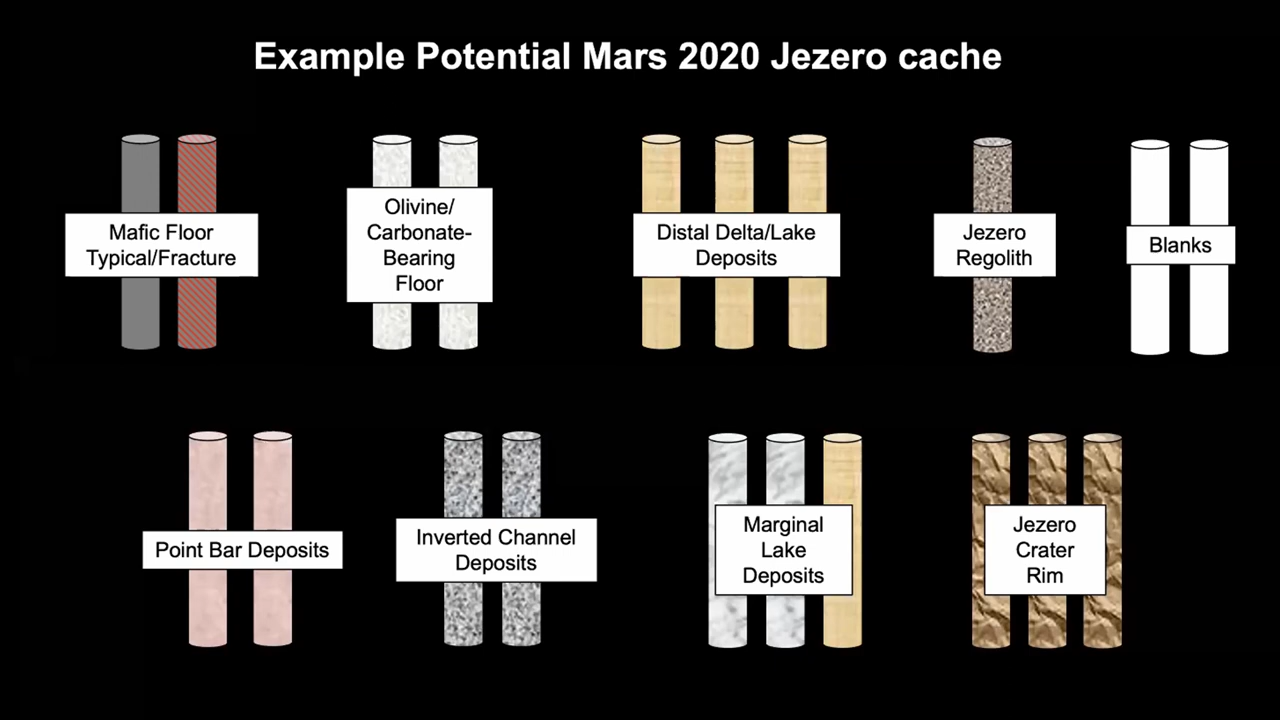 Example Potential Mars 2020 Jezero cache
Mafic Floor
Typical/Fracture
Olivine/
Carbonate-
Bearing
Floor
Distal Delta/Lake
Deposits
Jezero
Regolith
Blanks
Point Bar Deposits
Inverted Channel
Deposits
Marginal
Lake
Deposits
Jezero
Crater
Rim